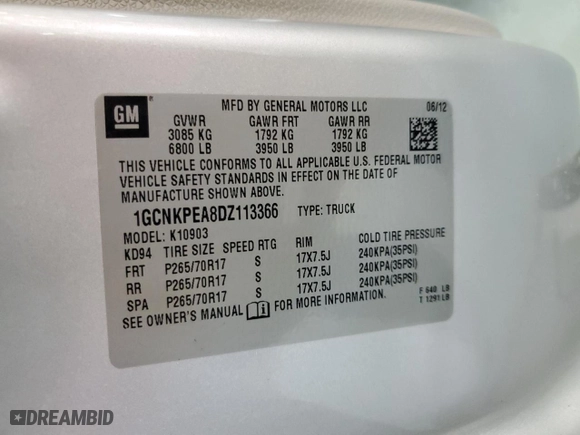 GM
MFD BY GENERAL MOTORS LLC 06/12
GVWR GAWR FRT GAWR RR
3085 KG 1792 KG 1792 KG
6800 LB 3950 LB 3950 LB
THIS VEHICLE CONFORMS TO ALL APPLICABLE U.S. FEDERAL MOTOR
VEHICLE SAFETY STANDARDS IN EFFECT ON THE DATE OF
MANUFACTURE SHOWN ABOVE.
1GCNKPEA8DZ113366 TYPE: TRUCK
MODEL: K10903
KD94 TIRE SIZE SPEED RTG RIM COLD TIRE PRESSURE
FRT P265/70R17 S 17X7.5J 240KPA(35PSI)
RR P265/70R17 S 17X7.5J 240KPA(35PSI)
SPA P265/70R17 S 17X7.5J 240KPA(35PSI)
SEE OWNER'S MANUAL FOR MORE INFORMATION.
F 640 LB
T 1291 LB
DREAMBID